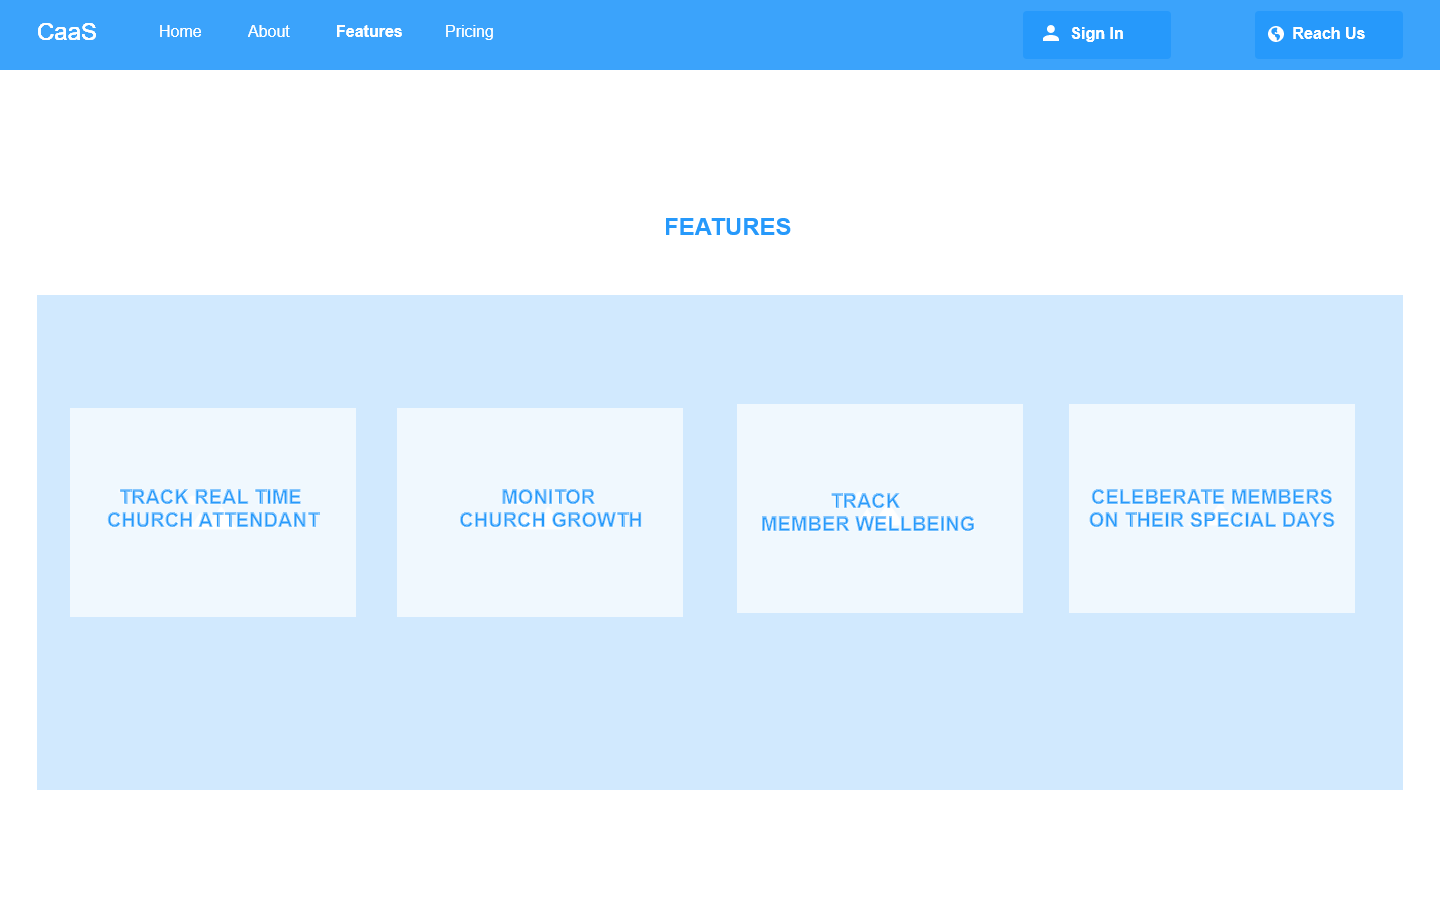 CaaS
Home
About
Features
Pricing
Sign In
Reach Us
FEATURES
TRACK REAL TIME
CHURCH ATTENDANT
MONITOR
CHURCH GROWTH
TRACK
MEMBER WELLBEING
CELEBERATE MEMBERS
ON THEIR SPECIAL DAYS